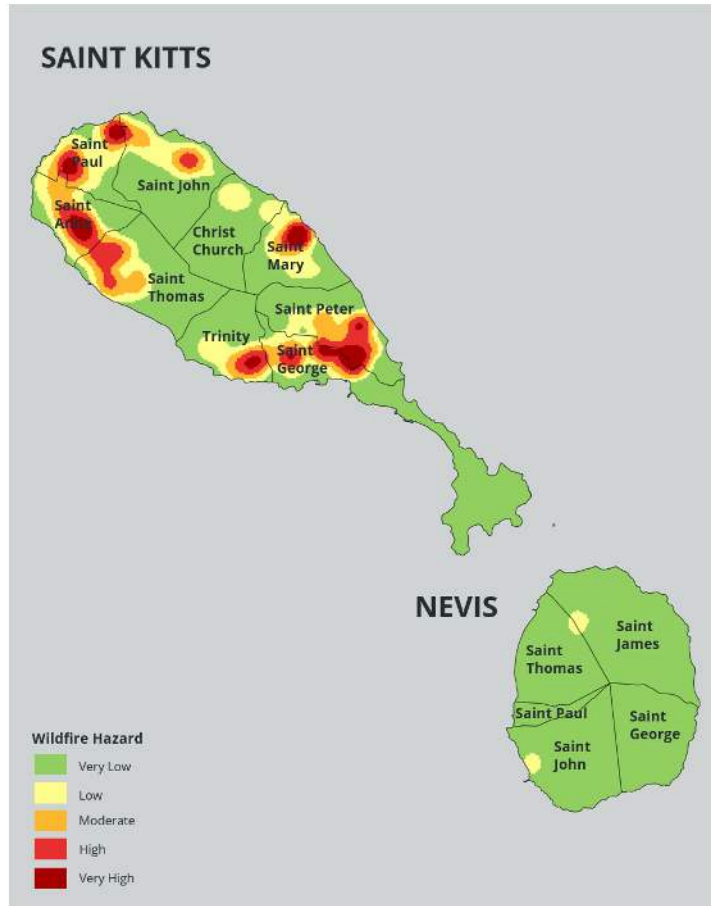 SAINT KITTS
Saint
Paul
Saint John
Saint
Anne
Christ
Church
Saint
Mary
Saint
Thomas
Saint Peter
Trinity
Saint
George
NEVIS
Saint
James
Saint
Thomas
Saint Paul
Saint
George
Saint
John
Wildfire Hazard
Very Low
Low
Moderate
High
Very High